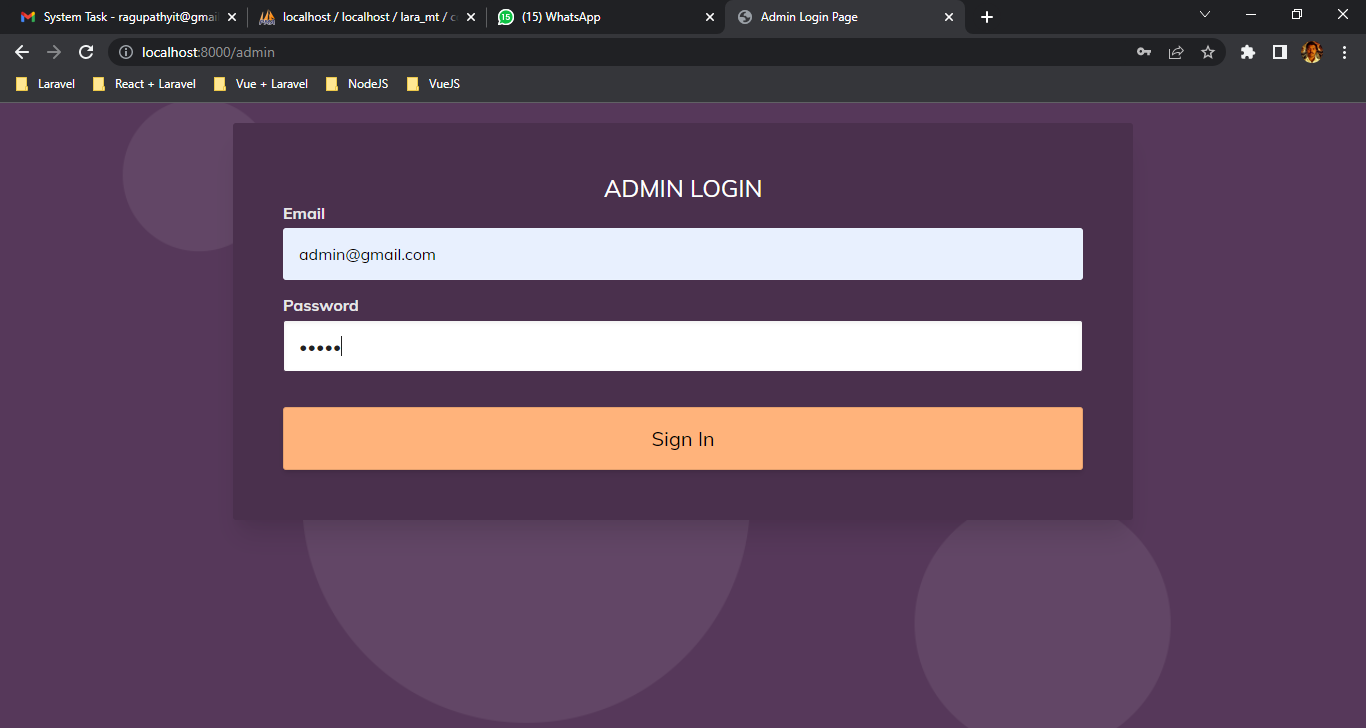 System Task - ragupathyit@gmai
localhost / localhost / lara_mt /
15
(15) WhatsApp
Admin Login Page
localhost:8000/admin
Laravel
React + Laravel
Vue + Laravel
NodeJS
VueJS
ADMIN LOGIN
Email
admin@gmail.com
Password
•••••
Sign In